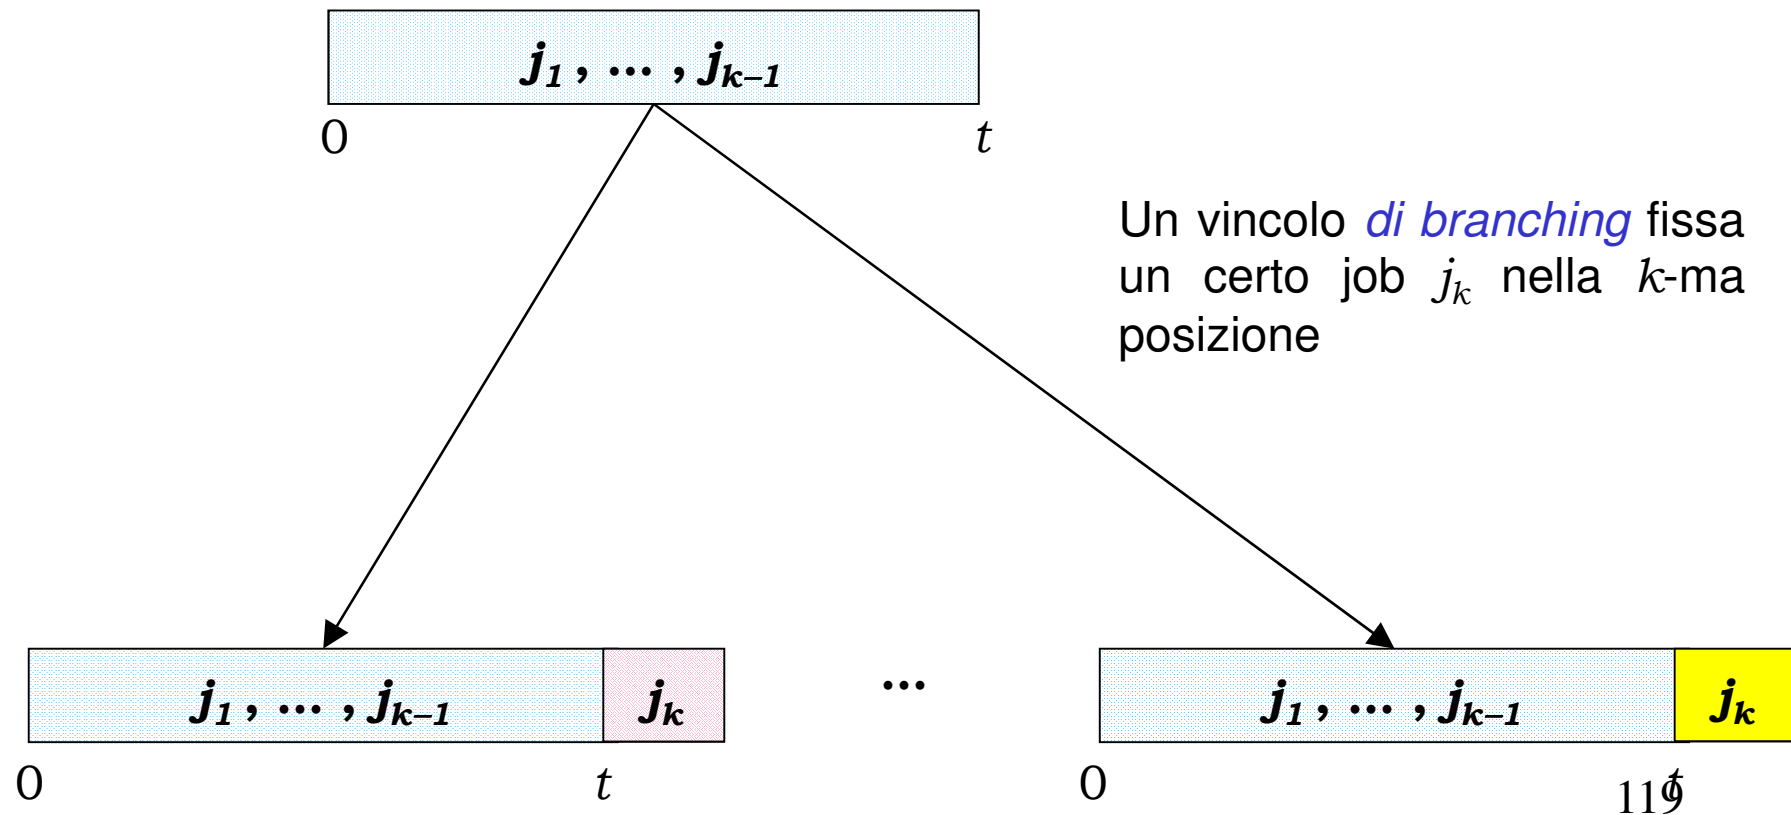 j₁ , ... , jₖ₋₁
0 t
Un vincolo di branching fissa
un certo job jₖ nella k-ma
posizione
j₁ , ... , jₖ₋₁ jₖ ... j₁ , ... , jₖ₋₁ jₖ
0 t 0 t
119